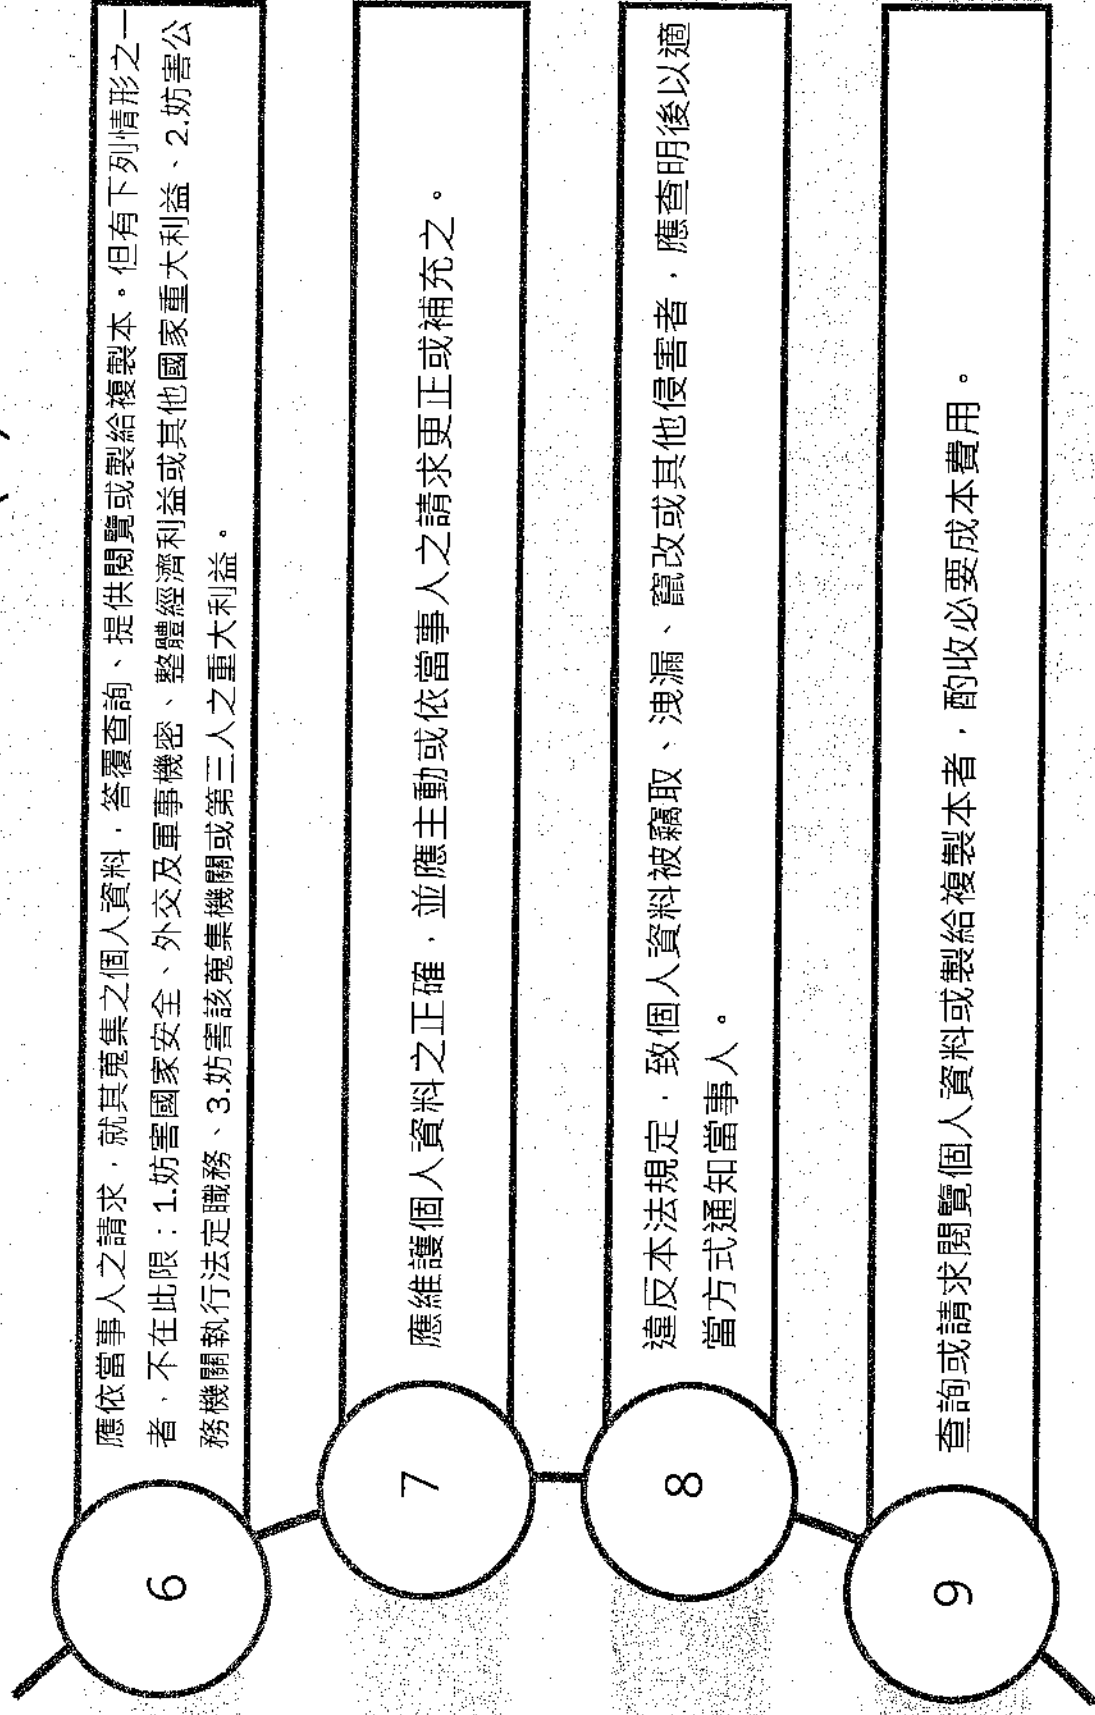 6
應依當事人之請求，就其蒐集之個人資料，答覆查詢、提供閱覽或製給複製本。但有下列情形之一
者，不在此限：1.妨害國家安全、外交及軍事機密、整體經濟利益或其他國家重大利益、2.妨害公
務機關執行法定職務、3.妨害該蒐集機關或第三人之重大利益。
7
應維護個人資料之正確，並應主動或依當事人之請求更正或補充之。
8
違反本法規定，致個人資料被竊取、洩漏、竄改或其他侵害者，應查明後以適
當方式通知當事人。
9
查詢或請求閱覽個人資料或製給複製本者，酌收必要成本費用。